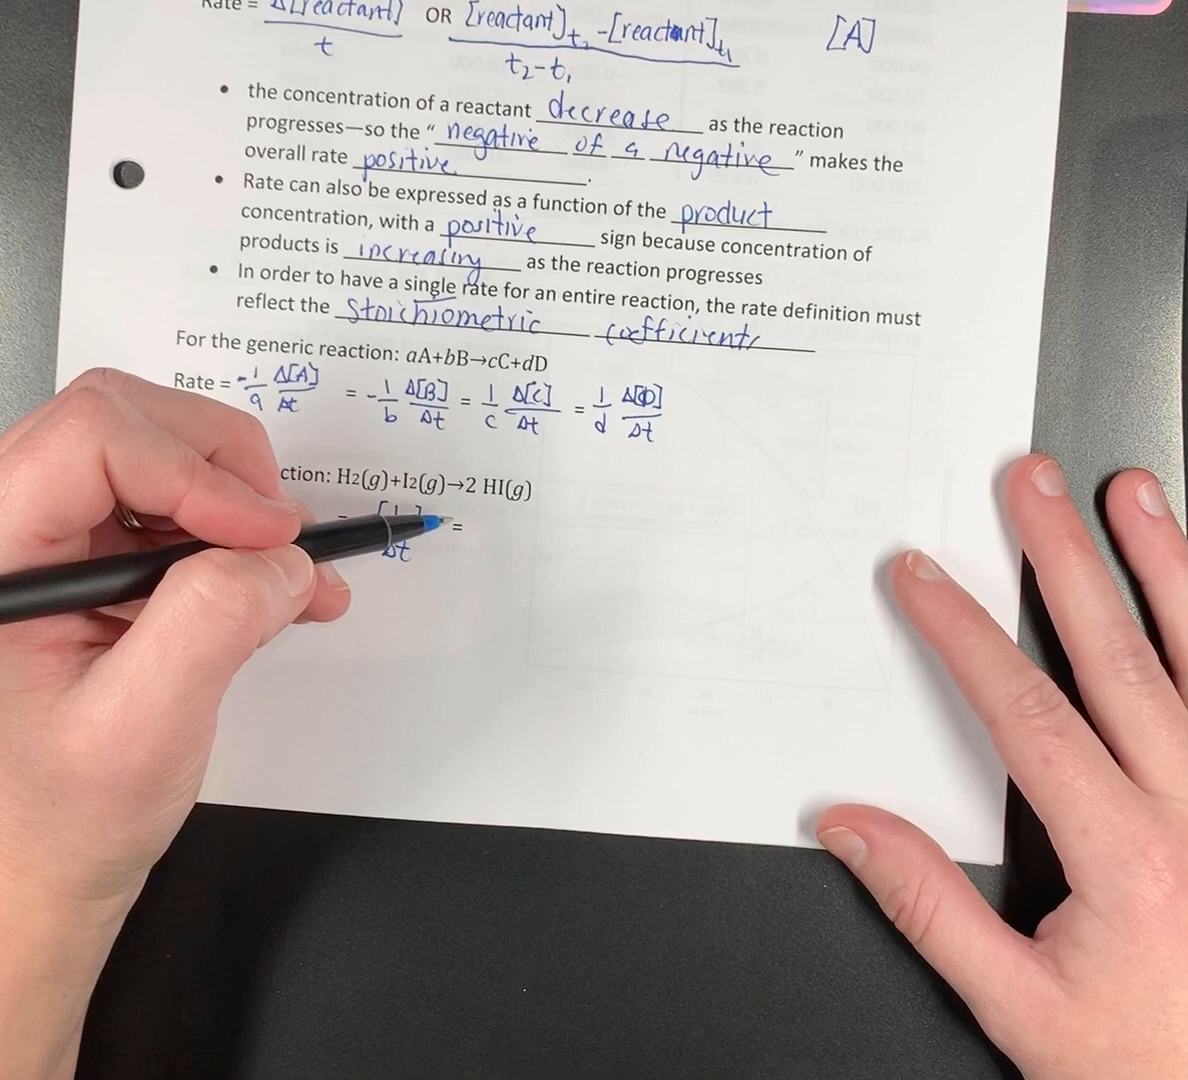 Rate = Δ[reactant] / t OR [reactant]t₂ - [reactant]t₁ / t₂-t₁ [A]
• the concentration of a reactant decrease as the reaction
progresses—so the “ negative of a negative ” makes the
overall rate positive.
• Rate can also be expressed as a function of the product
concentration, with a positive sign because concentration of
products is increasing as the reaction progresses
• In order to have a single rate for an entire reaction, the rate definition must
reflect the stoichiometric coefficients
For the generic reaction: aA+bB→cC+dD
Rate = -1/a Δ[A]/Δt = -1/b Δ[B]/Δt = 1/c Δ[C]/Δt = 1/d Δ[D]/Δt
ction: H2(g)+I2(g)→2 HI(g)
- Δt =